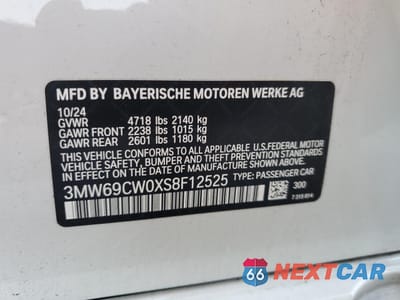 MFD BY BAYERISCHE MOTOREN WERKE AG
10/24
GVWR 4718 lbs 2140 kg
GAWR FRONT 2238 lbs 1015 kg
GAWR REAR 2601 lbs 1180 kg
THIS VEHICLE CONFORMS TO ALL APPLICABLE U.S. FEDERAL MOTOR
VEHICLE SAFETY, BUMPER, AND THEFT PREVENTION STANDARDS
IN EFFECT ON THE DATE OF MANUFACTURE SHOWN ABOVE.
3MW69CW0XS8F12525 TYPE: PASSENGER CAR
300
66 NEXTCAR